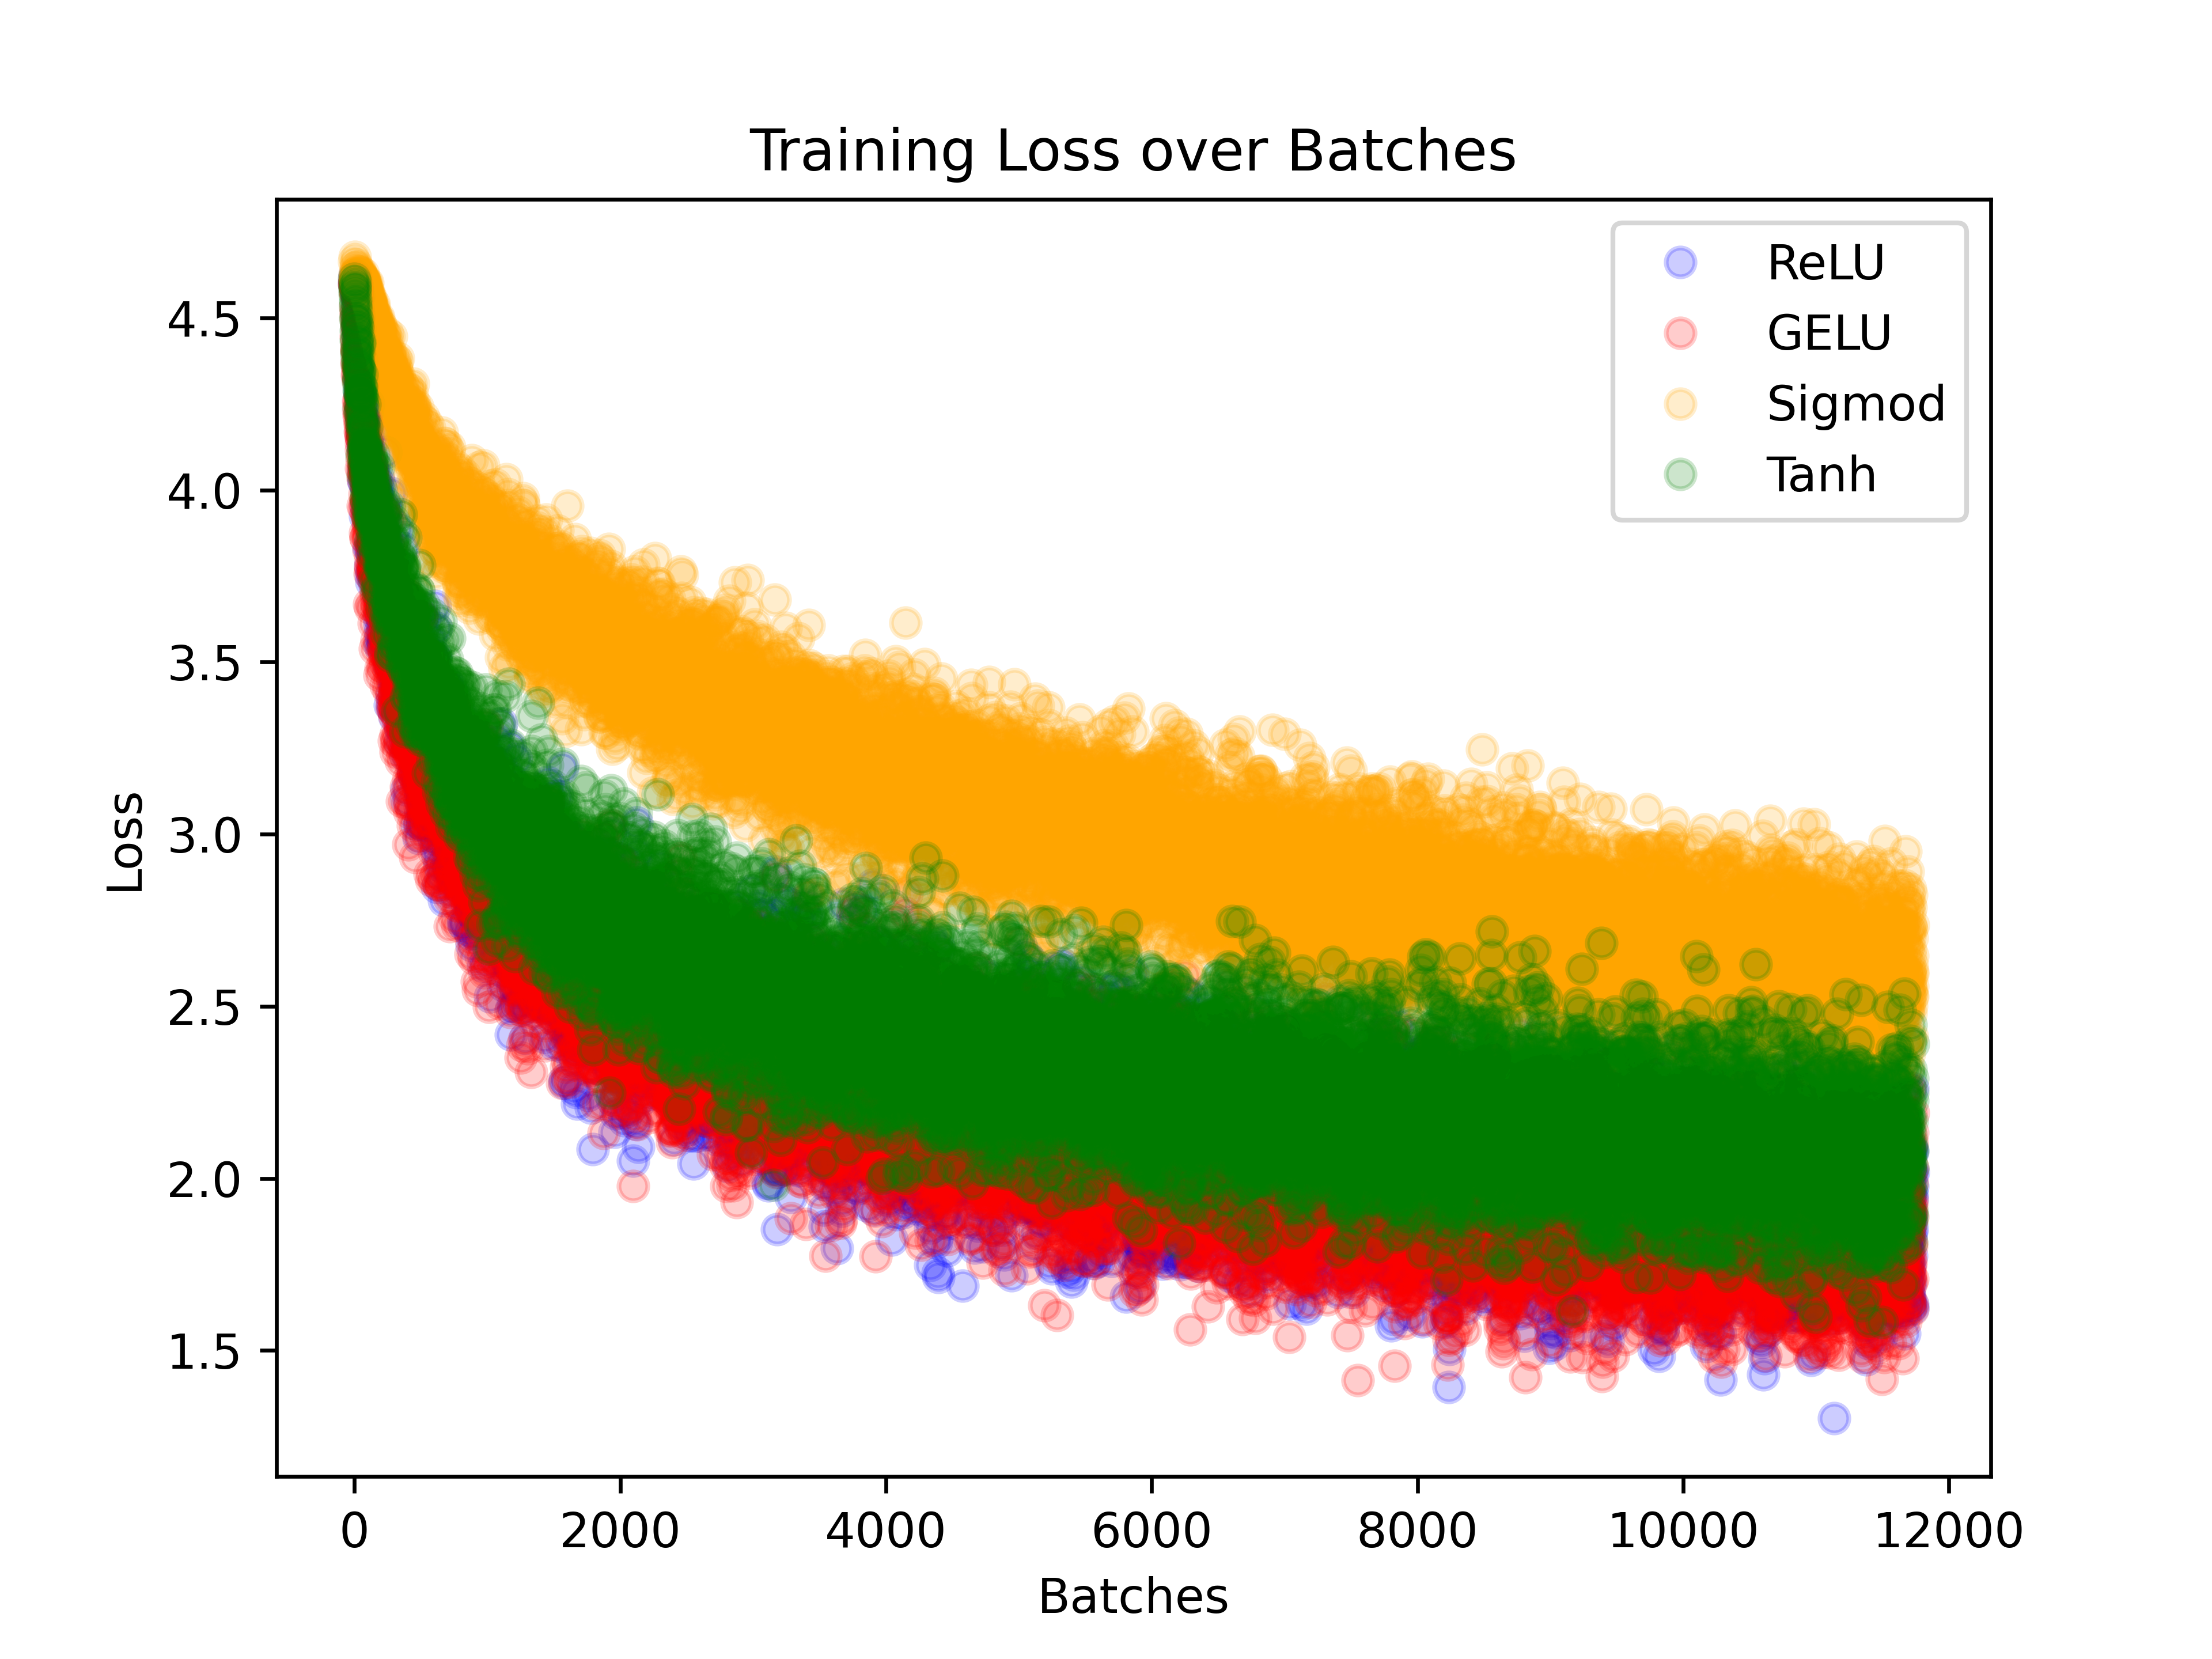 Training Loss over Batches
ReLU
GELU
Sigmod
Tanh
Loss
4.5
4.0
3.5
3.0
2.5
2.0
1.5
0 2000 4000 6000 8000 10000 12000
Batches